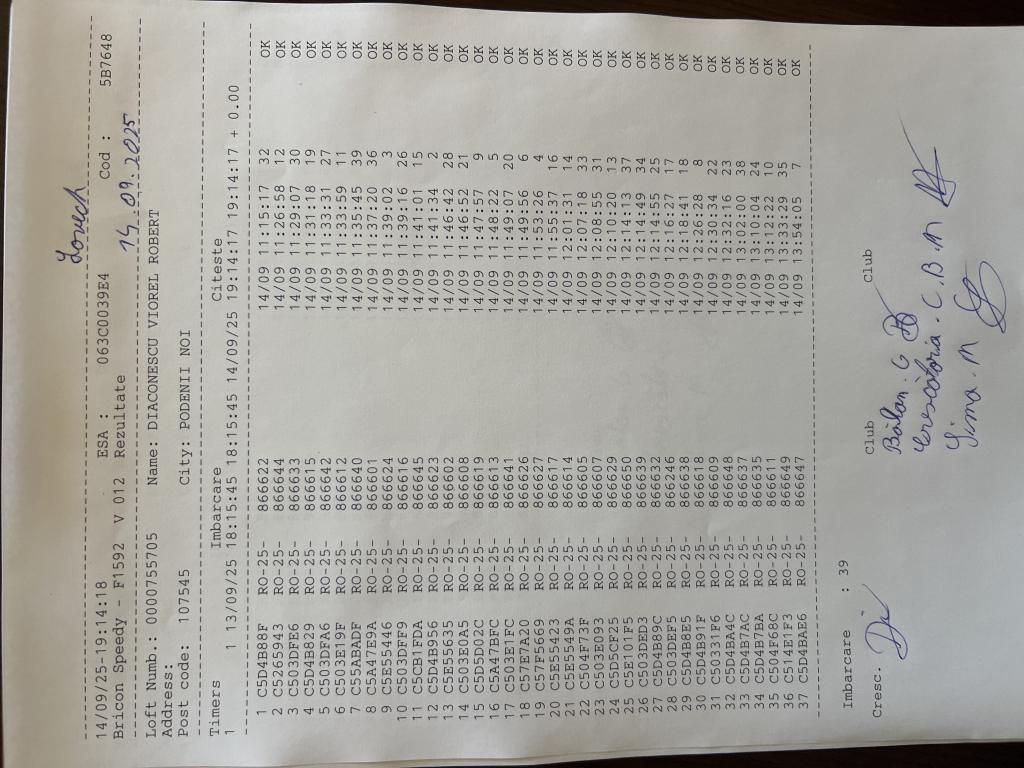 Lovech
14/09/25-19:14:18 ESA : 063C0039E4 Cod : 5B7648
Bricon Speedy - F1592 V 012 Rezultate 14.09.2025
Loft Numb.: 0000755705 Name: DIACONESCU VIOREL ROBERT
Address:
Post code: 107545 City: PODENII NOI
Timers Imbarcare Citeste
1 1 13/09/25 18:15:45 18:15:45 14/09/25 19:14:17 19:14:17 + 0.00
1 C5D4B88F RO-25- 866622 14/09 11:15:17 32 OK
2 C5265943 RO-25- 866644 14/09 11:26:58 12 OK
3 C503DFE6 RO-25- 866633 14/09 11:29:07 30 OK
4 C5D4B829 RO-25- 866615 14/09 11:31:18 19 OK
5 C503DFA6 RO-25- 866642 14/09 11:33:31 27 OK
6 C503E19F RO-25- 866612 14/09 11:33:59 11 OK
7 C55ABADF RO-25- 866640 14/09 11:35:45 39 OK
8 C5A47E9A RO-25- 866601 14/09 11:37:20 36 OK
9 C5E55446 RO-25- 866624 14/09 11:39:02 3 OK
10 C503DFF9 RO-25- 866616 14/09 11:39:16 26 OK
11 C5CB1FDA RO-25- 866645 14/09 11:41:01 15 OK
12 C5D4B956 RO-25- 866623 14/09 11:41:14 2 OK
13 C5E55635 RO-25- 866602 14/09 11:46:42 28 OK
14 C503E0A5 RO-25- 866608 14/09 11:46:52 21 OK
15 C5D5D02C RO-25- 866619 14/09 11:47:57 9 OK
16 C5A47BFC RO-25- 866613 14/09 11:48:22 5 OK
17 C503E1FC RO-25- 866641 14/09 11:49:07 20 OK
18 C57E7A20 RO-25- 866626 14/09 11:49:56 6 OK
19 C57F5669 RO-25- 866627 14/09 11:53:26 4 OK
20 C5E55423 RO-25- 866617 14/09 11:55:37 16 OK
21 C5E5549A RO-25- 866614 14/09 12:01:31 14 OK
22 C504F73F RO-25- 866605 14/09 12:07:18 33 OK
23 C503E093 RO-25- 866607 14/09 12:08:55 31 OK
24 C5D5CF25 RO-25- 866629 14/09 12:10:20 13 OK
25 C5E101F5 RO-25- 866650 14/09 12:14:13 37 OK
26 C503DED3 RO-25- 866639 14/09 12:14:49 34 OK
27 C5D4B89C RO-25- 866632 14/09 12:14:55 25 OK
28 C503DEF5 RO-25- 866246 14/09 12:16:27 17 OK
29 C5D4B8E5 RO-25- 866638 14/09 12:18:41 18 OK
30 C5D4B91F RO-25- 866618 14/09 12:26:28 8 OK
31 C50331F6 RO-25- 866609 14/09 12:30:34 22 OK
32 C5D4BA4C RO-25- 866648 14/09 12:32:16 23 OK
33 C5D4B7AC RO-25- 866637 14/09 13:02:00 38 OK
34 C5D4B7BA RO-25- 866635 14/09 13:10:04 24 OK
35 C504F68C RO-25- 866611 14/09 13:12:22 10 OK
36 C514E1F3 RO-25- 866649 14/09 13:33:29 35 OK
37 C5D4BAE6 RO-25- 866647 14/09 13:54:05 7 OK
Imbarcare : 39
Cresc. Club Club
Bălan . G
Crescătoria . C.B.M
Sima . M